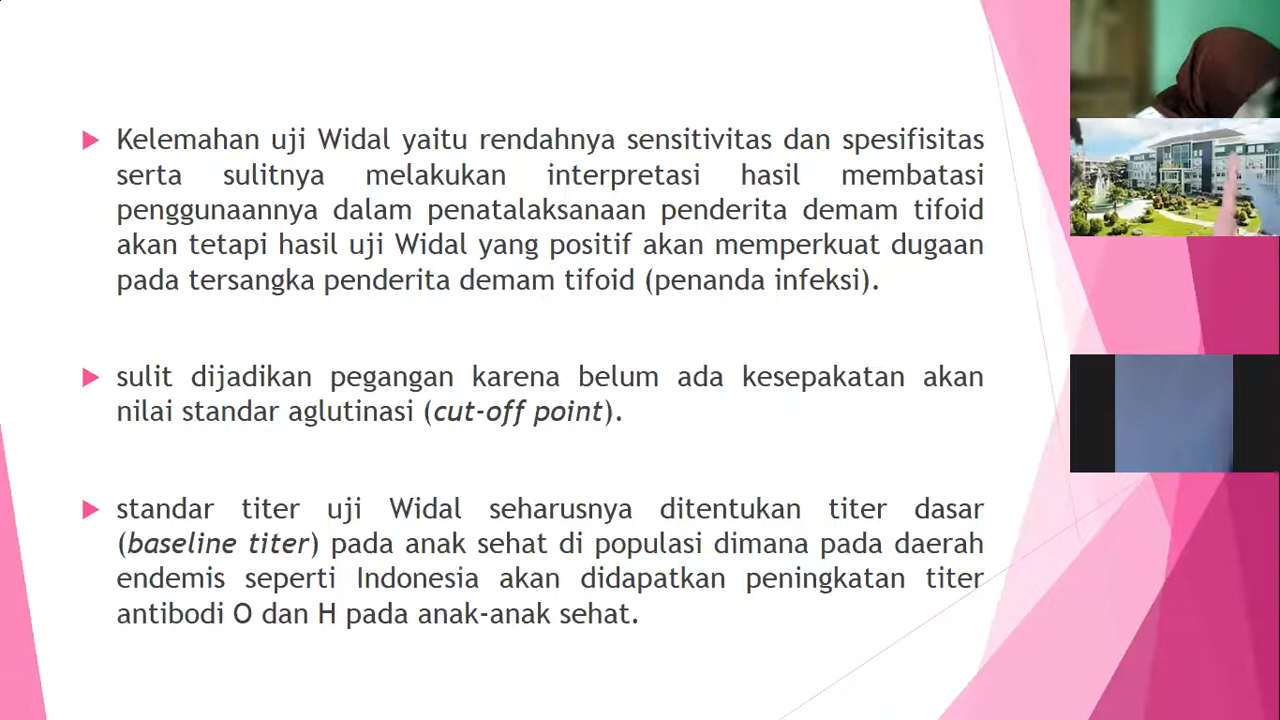 Kelemahan uji Widal yaitu rendahnya sensitivitas dan spesifisitas
serta sulitnya melakukan interpretasi hasil membatasi
penggunaannya dalam penatalaksanaan penderita demam tifoid
akan tetapi hasil uji Widal yang positif akan memperkuat dugaan
pada tersangka penderita demam tifoid (penanda infeksi).
sulit dijadikan pegangan karena belum ada kesepakatan akan
nilai standar aglutinasi (cut-off point).
standar titer uji Widal seharusnya ditentukan titer dasar
(baseline titer) pada anak sehat di populasi dimana pada daerah
endemis seperti Indonesia akan didapatkan peningkatan titer
antibodi O dan H pada anak-anak sehat.